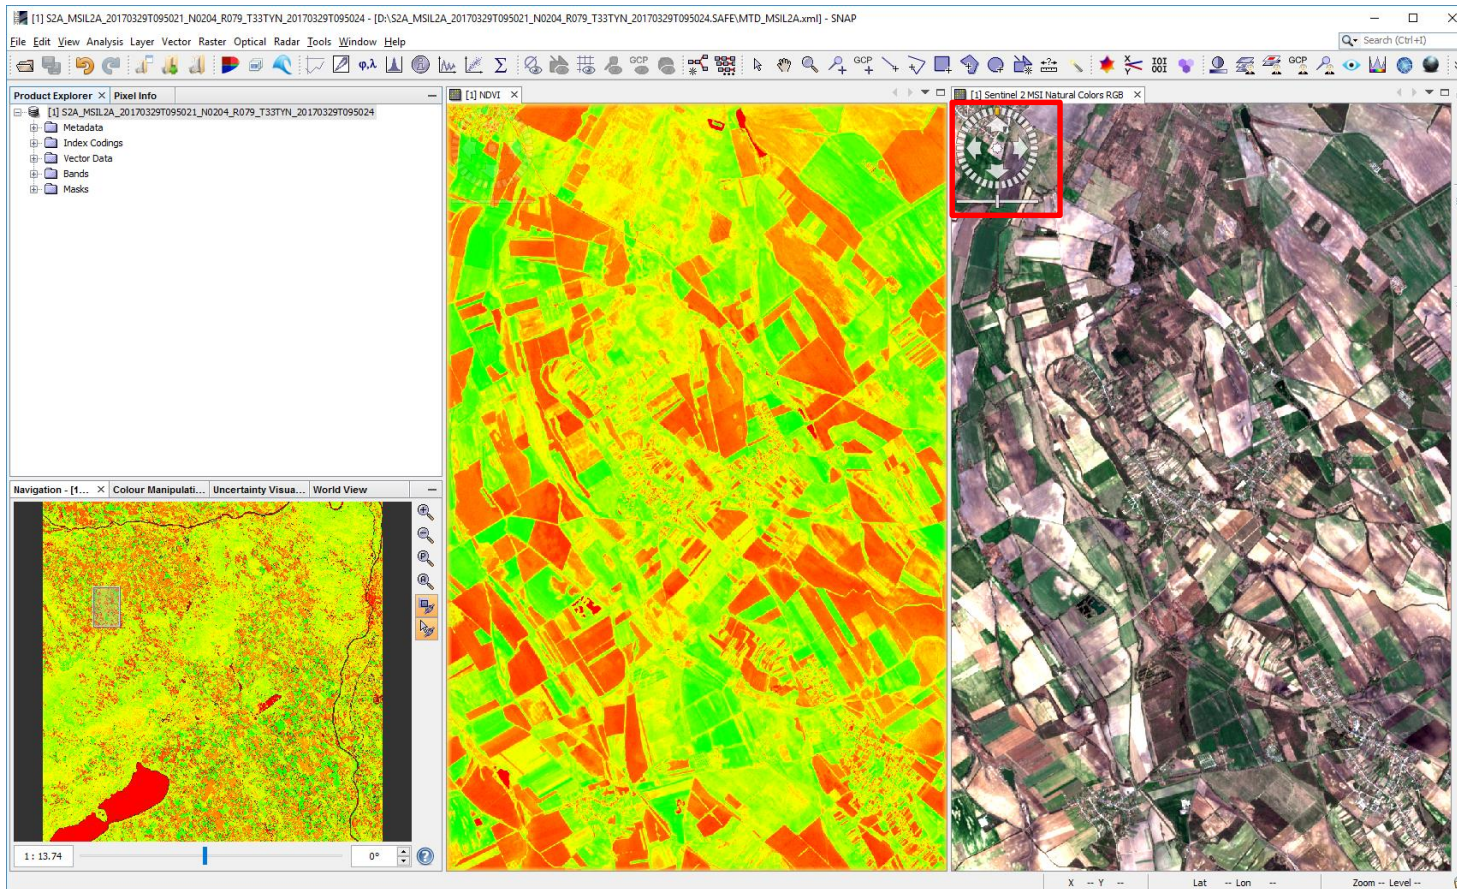 [1] S2A_MSIL2A_20170329T095021_N0204_R079_T33TYN_20170329T095024 - [D:\S2A_MSIL2A_20170329T095021_N0204_R079_T33TYN_20170329T095024.SAFE\MTD_MSIL2A.xml] - SNAP
File Edit View Analysis Layer Vector Raster Optical Radar Tools Window Help
Search (Ctrl+I)
φ,λ Σ GCP GCP GCP
Product Explorer × Pixel Info
[1] S2A_MSIL2A_20170329T095021_N0204_R079_T33TYN_20170329T095024
Metadata
Index Codings
Vector Data
Bands
Masks
[1] NDVI ×
[1] Sentinel 2 MSI Natural Colors RGB ×
Navigation - [1... × Colour Manipulati... Uncertainty Visua... World View
1 : 13.74
0°
X -- Y -- Lat -- Lon -- Zoom -- Level --